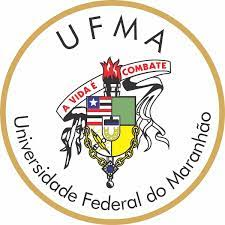 UFMA
A VIDA É COMBATE
Universidade Federal do Maranhão